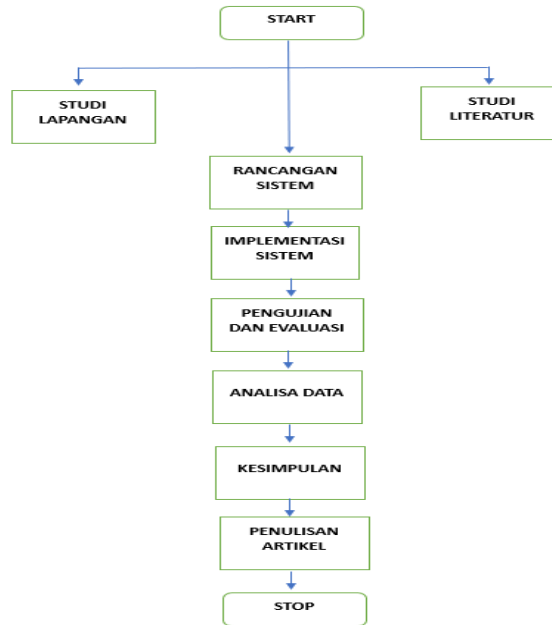 START
STUDI
LAPANGAN
STUDI
LITERATUR
RANCANGAN
SISTEM
IMPLEMENTASI
SISTEM
PENGUJIAN
DAN EVALUASI
ANALISA DATA
KESIMPULAN
PENULISAN
ARTIKEL
STOP